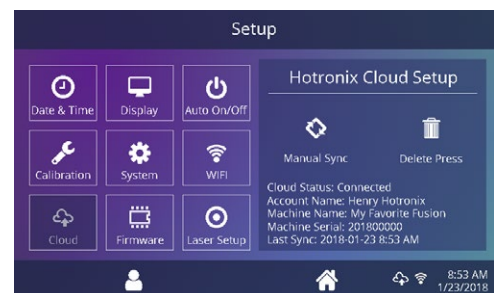 Setup
Date & Time
Display
Auto On/Off
Calibration
System
WIFI
Cloud
Firmware
Laser Setup
Hotronix Cloud Setup
Manual Sync
Delete Press
Cloud Status: Connected
Account Name: Henry Hotronix
Machine Name: My Favorite Fusion
Machine Serial: 201800000
Last Sync: 2018-01-23 8:53 AM
8:53 AM
1/23/2018